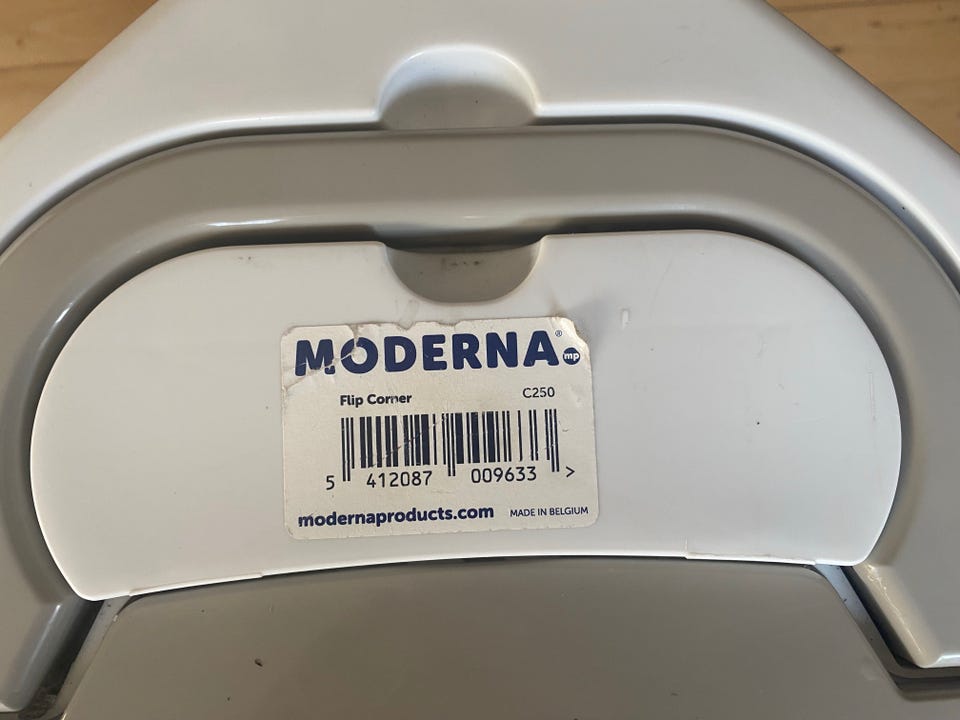 MODERNA® mp
Flip Corner C250
5 412087 009633 >
modernaproducts.com MADE IN BELGIUM